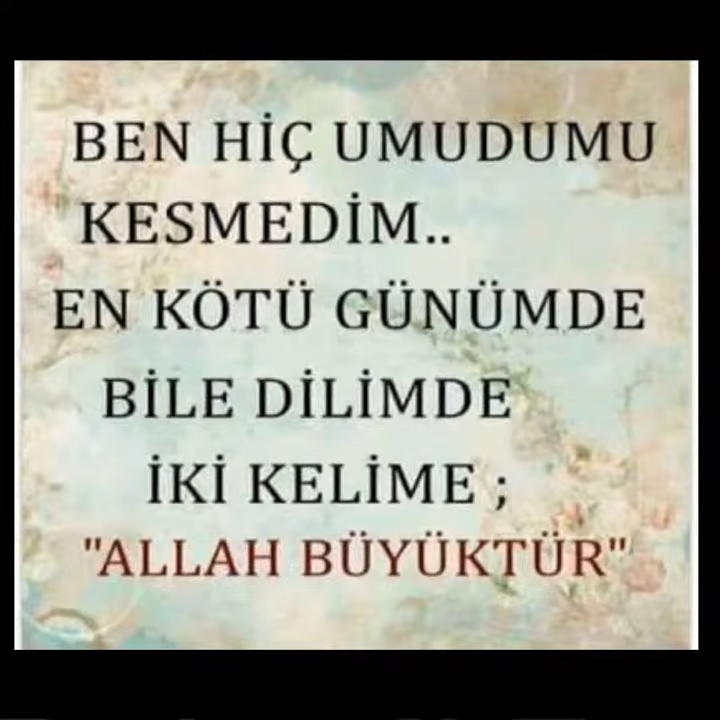 BEN HİÇ UMUDUMU
KESMEDİM..
EN KÖTÜ GÜNÜMDE
BİLE DİLİMDE
İKİ KELİME ;
"ALLAH BÜYÜKTÜR"